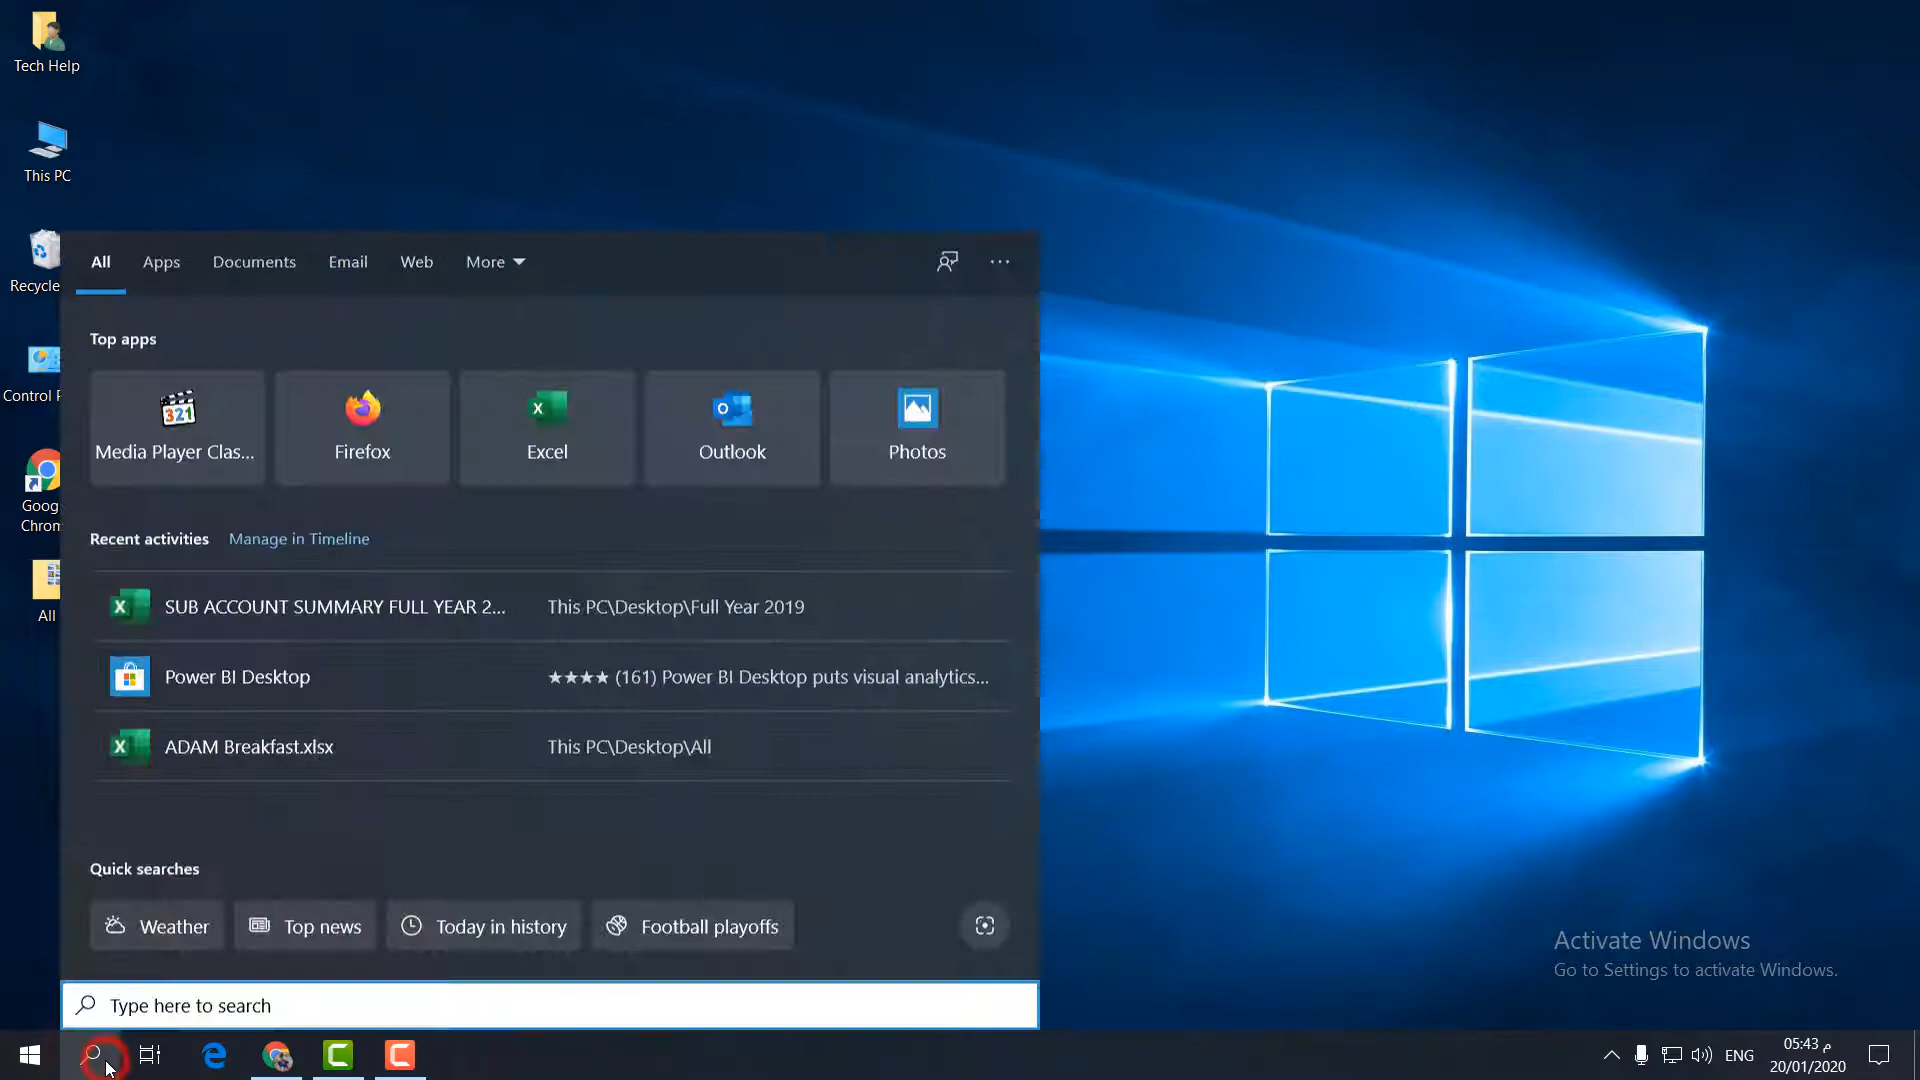 Tech Help
This PC
Recycle
Control P
Goog
Chrom
All
All Apps Documents Email Web More
Top apps
321
Media Player Clas... Firefox Excel Outlook Photos
Recent activities Manage in Timeline
SUB ACCOUNT SUMMARY FULL YEAR 2... This PC\Desktop\Full Year 2019
Power BI Desktop ★★★★ (161) Power BI Desktop puts visual analytics...
ADAM Breakfast.xlsx This PC\Desktop\All
Quick searches
Weather Top news Today in history Football playoffs
Type here to search
Activate Windows
Go to Settings to activate Windows.
ENG
05:43 م
20/01/2020